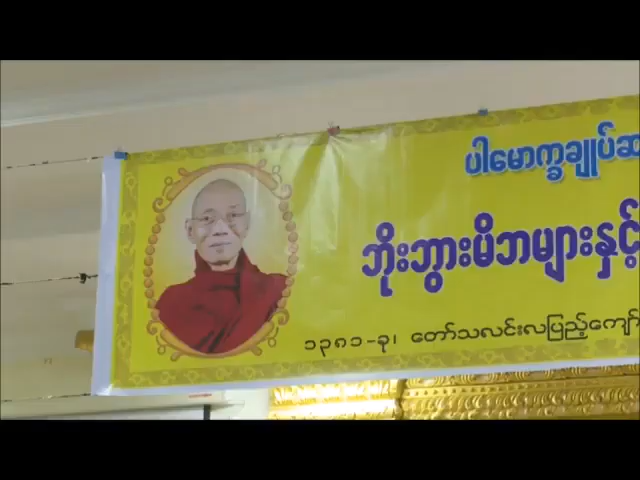 ပါမောက္ခချုပ်ဆ
ဘိုးဘွားမိဘများနှင့်
၁၃၈၁-ခု၊ တော်သလင်းလပြည့်ကျော်